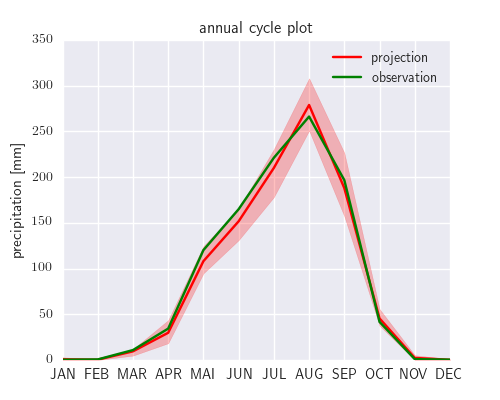 annual cycle plot
350
300
250
200
150
100
50
0
precipitation [mm]
projection
observation
JAN FEB MAR APR MAI JUN JUL AUG SEP OCT NOV DEC